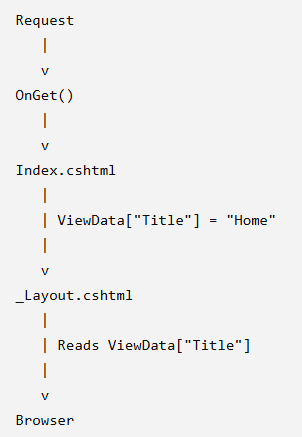 Request
|
v
OnGet()
|
v
Index.cshtml
|
| ViewData["Title"] = "Home"
|
v
_Layout.cshtml
|
| Reads ViewData["Title"]
|
v
Browser